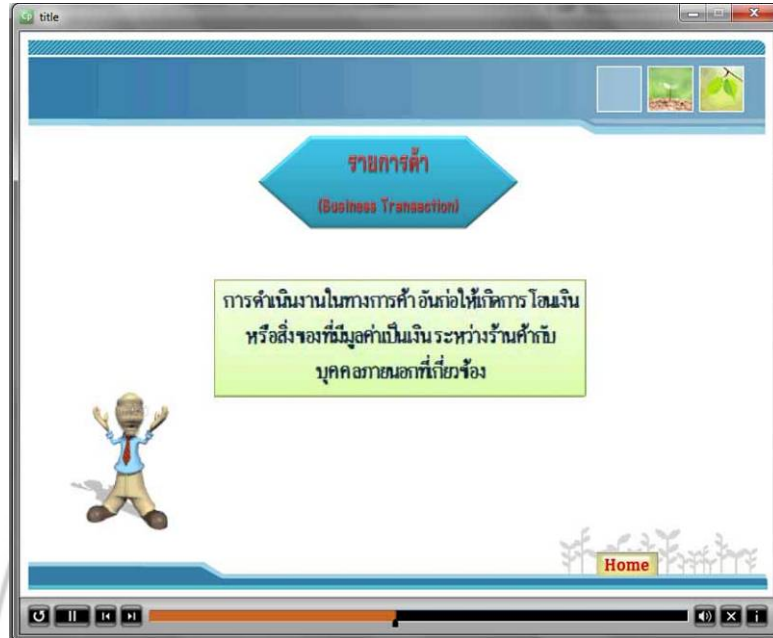 title
รายการค้า
(Business Transaction)
การดำเนินงานในทางการค้า อันก่อให้เกิดการโอนเงิน
หรือสิ่งของที่มีมูลค่าเป็นเงิน ระหว่างร้านค้ากับ
บุคคลภายนอกที่เกี่ยวข้อง
Home